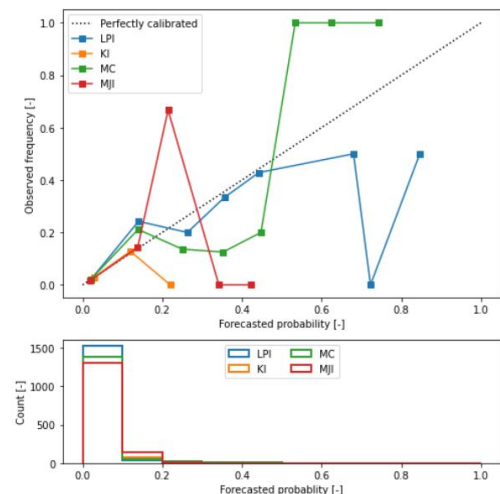 1.0
0.8
0.6
0.4
0.2
0.0
Observed frequency [-]
Perfectly calibrated
LPI
KI
MC
MJI
0.0 0.2 0.4 0.6 0.8 1.0
Forecasted probability [-]
1500
1000
500
0
Count [-]
LPI MC
KI MJI
0.0 0.2 0.4 0.6 0.8 1.0
Forecasted probablity [-]